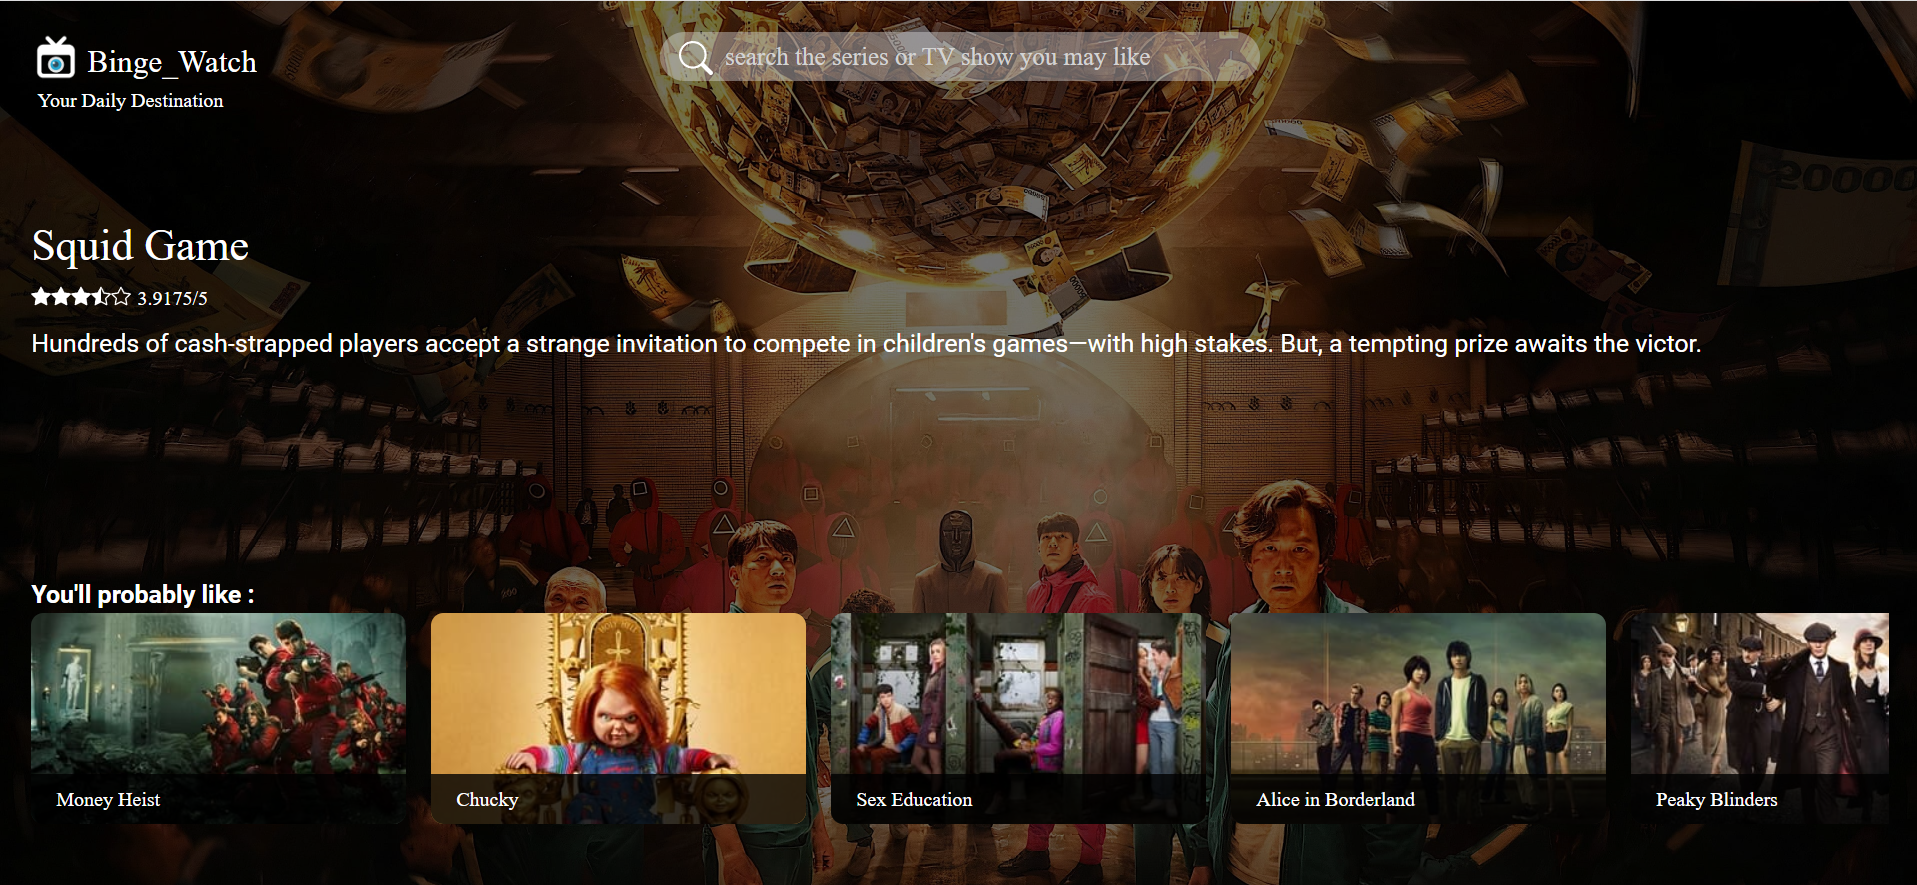 Binge_Watch
search the series or TV show you may like
Your Daily Destination
Squid Game
3.9175/5
Hundreds of cash-strapped players accept a strange invitation to compete in children's games—with high stakes. But, a tempting prize awaits the victor.
You'll probably like :
Money Heist
Chucky
Sex Education
Alice in Borderland
Peaky Blinders